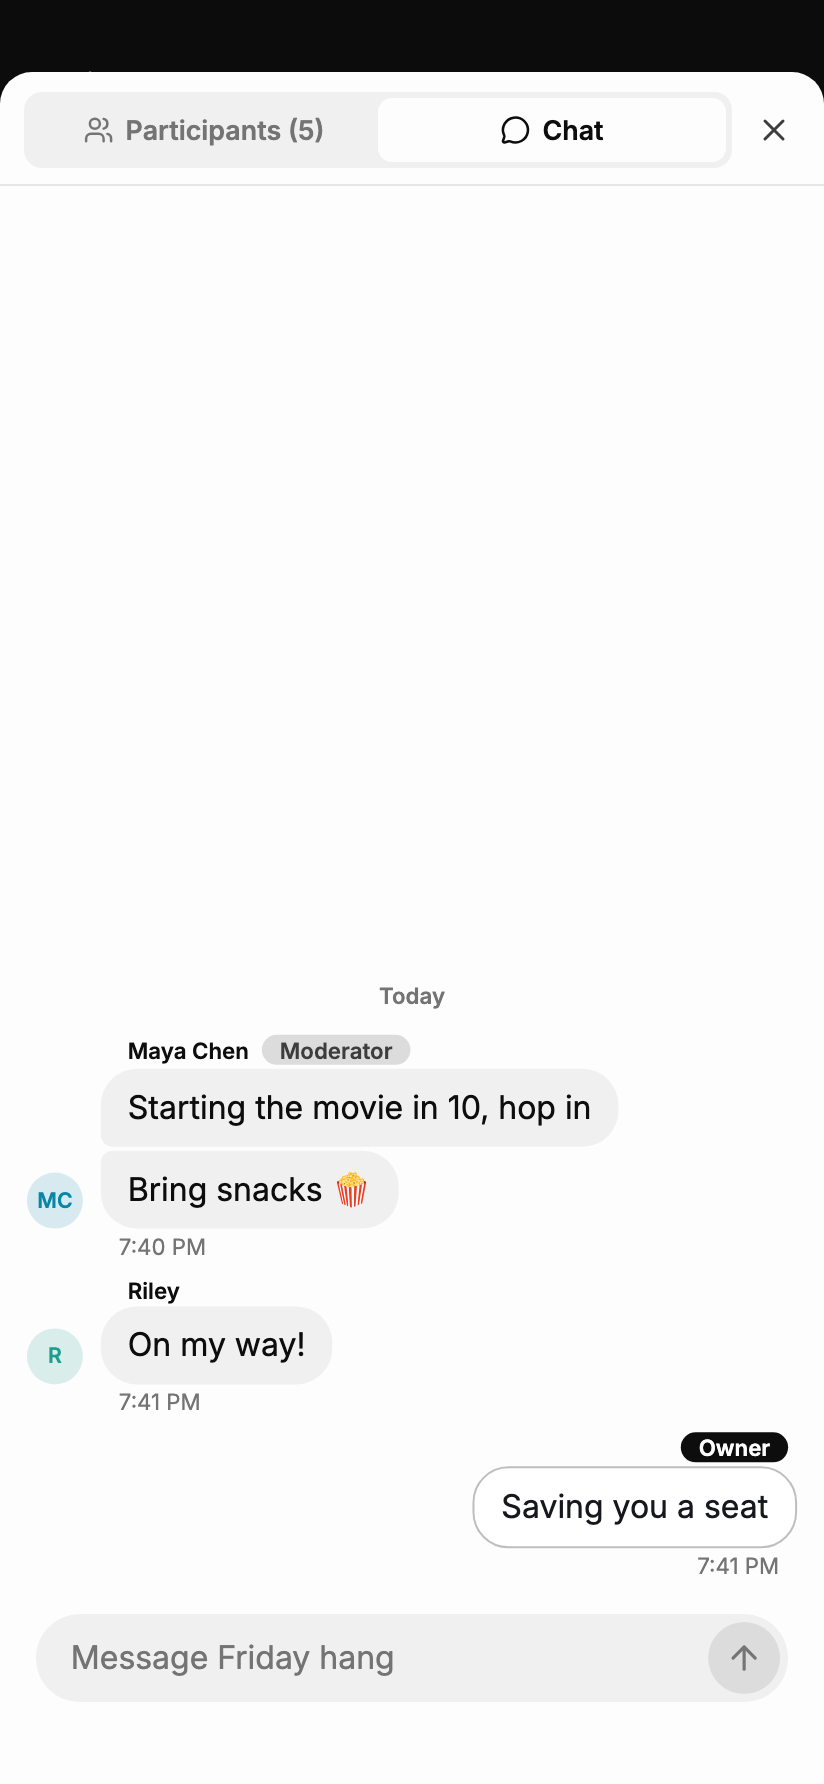 Participants (5)
Chat
Today
Maya Chen Moderator
Starting the movie in 10, hop in
MC
Bring snacks 🍿
7:40 PM
Riley
R
On my way!
7:41 PM
Owner
Saving you a seat
7:41 PM
Message Friday hang